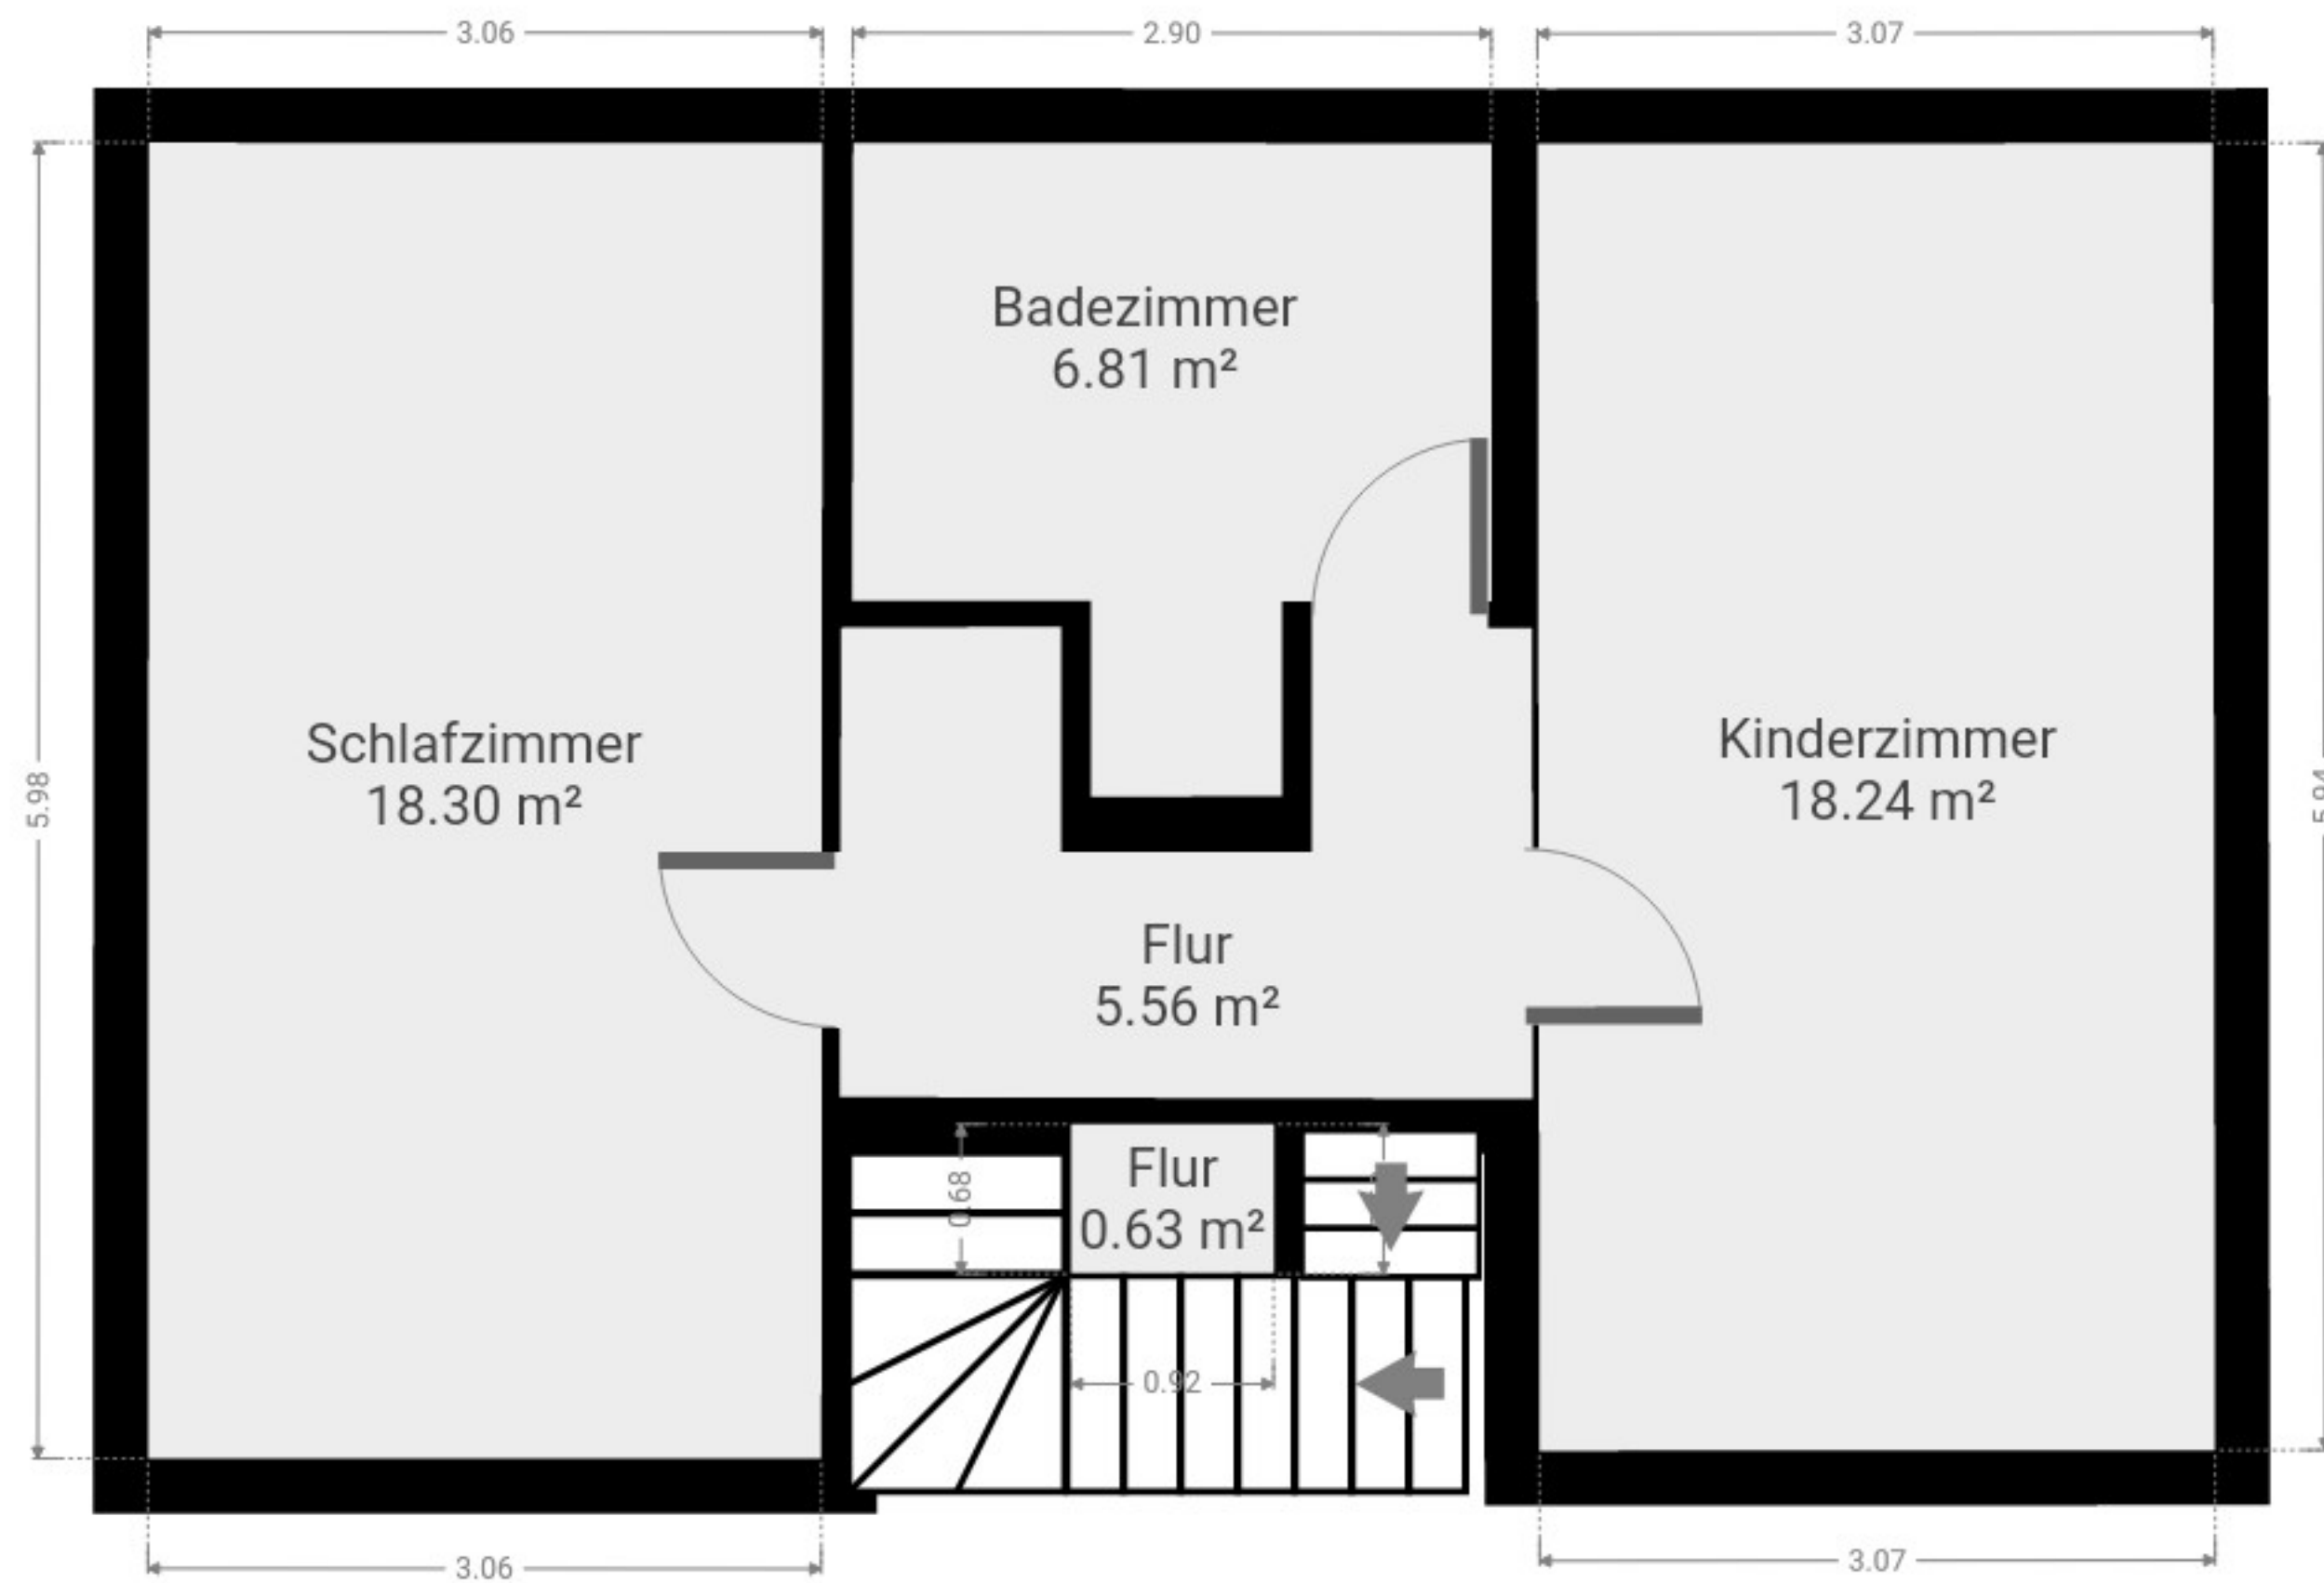 3.06
2.90
3.07
Badezimmer
6.81 m²
Schlafzimmer
18.30 m²
Kinderzimmer
18.24 m²
5.98
Flur
5.56 m²
Flur
0.63 m²
0.68
0.92
3.06
3.07